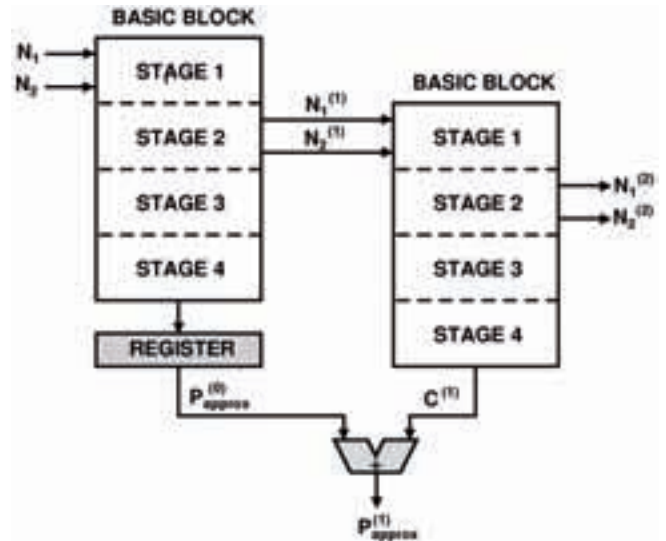 BASIC BLOCK
N₁
N₂
STAGE 1
STAGE 2
STAGE 3
STAGE 4
REGISTER
N₁⁽¹⁾
N₂⁽¹⁾
BASIC BLOCK
STAGE 1
STAGE 2
STAGE 3
STAGE 4
N₁⁽²⁾
N₂⁽²⁾
P⁽⁰⁾approx
C⁽¹⁾
+
P⁽¹⁾approx